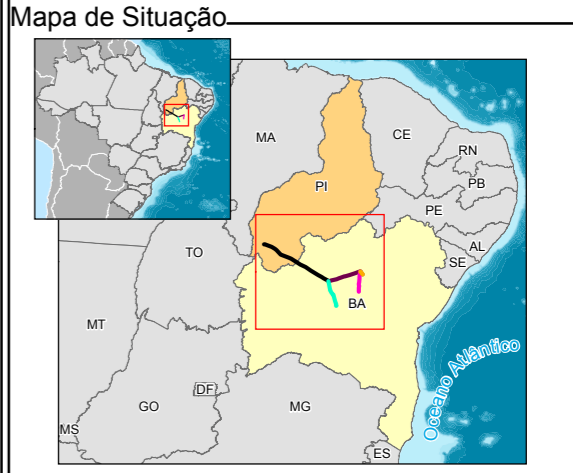 Mapa de Situação
MA
CE
RN
PB
PI
PE
AL
SE
TO
BA
MT
Oceano Atlântico
DF
GO
MG
MS
ES